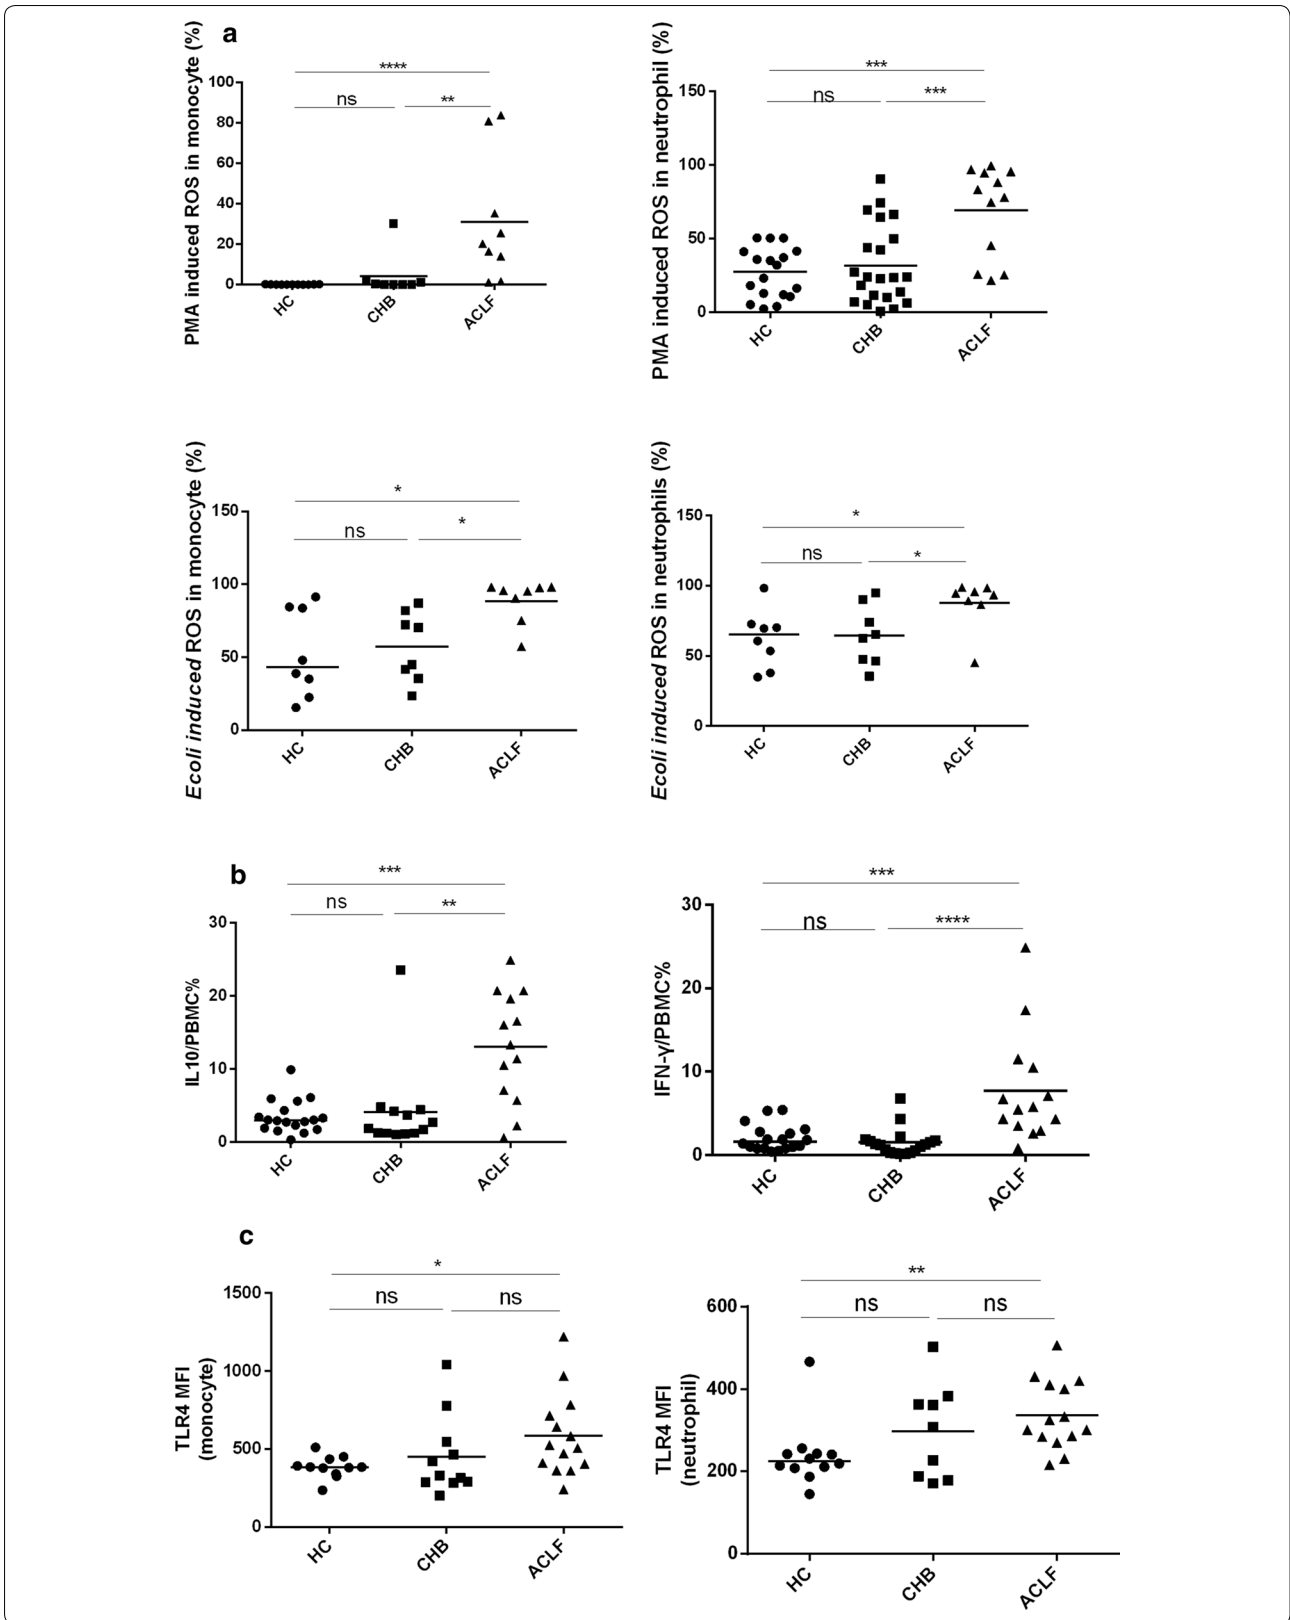 a
PMA induced ROS in monocyte (%)
****
ns
**
100
80
60
40
20
0
HC
CHB
ACLF
PMA induced ROS in neutrophil (%)
***
ns
***
150
100
50
0
HC
CHB
ACLF
Ecoli induced ROS in monocyte (%)
*
ns
*
150
100
50
0
HC
CHB
ACLF
Ecoli induced ROS in neutrophils (%)
*
ns
*
150
100
50
0
HC
CHB
ACLF
b
IL10/PBMC%
***
ns
**
30
20
10
0
HC
CHB
ACLF
IFN-γ/PBMC%
***
ns
****
30
20
10
0
HC
CHB
ACLF
c
TLR4 MFI
(monocyte)
*
ns
ns
1500
1000
500
0
HC
CHB
ACLF
TLR4 MFI
(neutrophil)
**
ns
ns
600
400
200
0
HC
CHB
ACLF